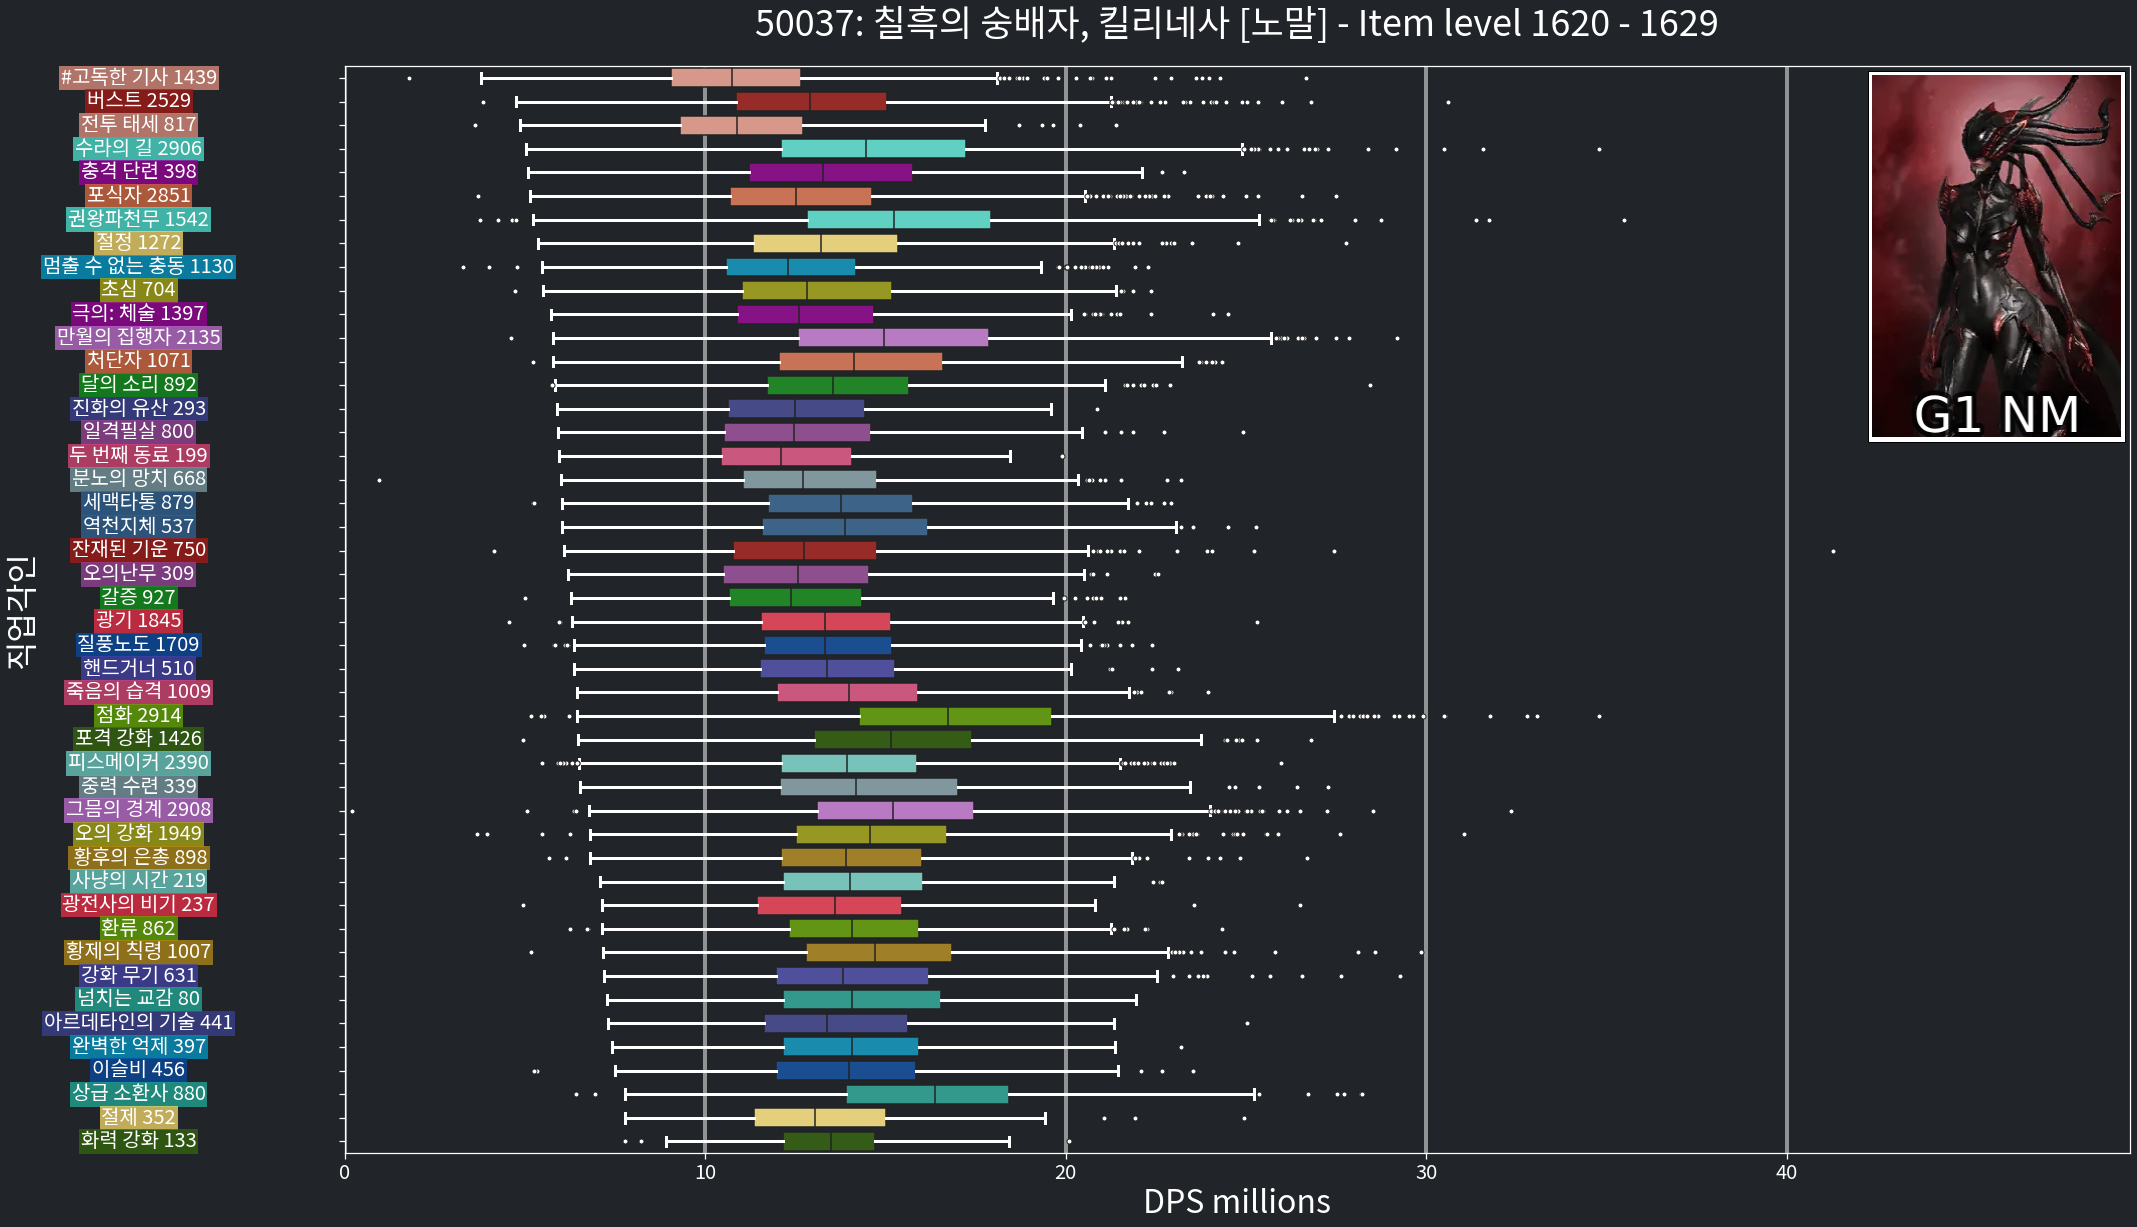 50037: 칠흑의 숭배자, 킬리네사 [노말] - Item level 1620 - 1629
#고독한 기사 1439
버스트 2529
전투 태세 817
수라의 길 2906
충격 단련 398
포식자 2851
권왕파천무 1542
절정 1272
멈출 수 없는 충동 1130
초심 704
극의: 체술 1397
만월의 집행자 2135
처단자 1071
달의 소리 892
진화의 유산 293
일격필살 800
두 번째 동료 199
분노의 망치 668
세맥타통 879
역천지체 537
잔재된 기운 750
오의난무 309
갈증 927
광기 1845
질풍노도 1709
핸드거너 510
죽음의 습격 1009
점화 2914
포격 강화 1426
피스메이커 2390
중력 수련 339
그믐의 경계 2908
오의 강화 1949
황후의 은총 898
사냥의 시간 219
광전사의 비기 237
환류 862
황제의 칙령 1007
강화 무기 631
넘치는 교감 80
아르데타인의 기술 441
완벽한 억제 397
이슬비 456
상급 소환사 880
절제 352
화력 강화 133
직업각인
G1 NM
0 10 20 30 40
DPS millions